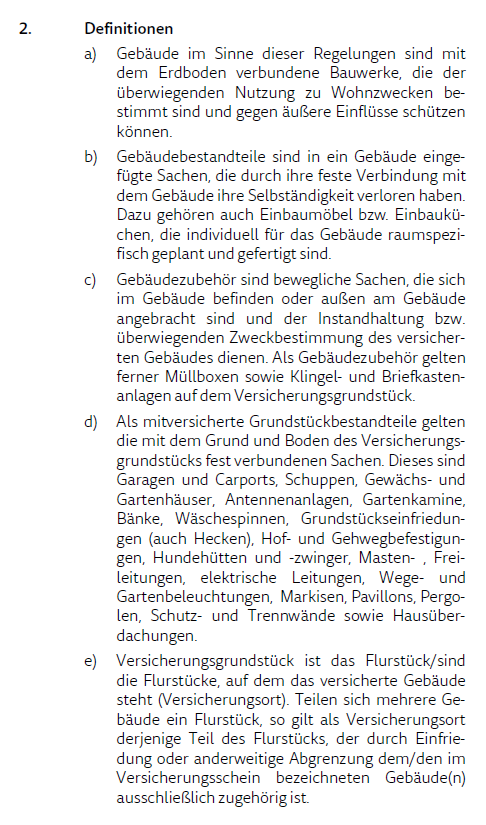 2. Definitionen
a) Gebäude im Sinne dieser Regelungen sind mit
dem Erdboden verbundene Bauwerke, die der
überwiegenden Nutzung zu Wohnzwecken be-
stimmt sind und gegen äußere Einflüsse schützen
können.
b) Gebäudebestandteile sind in ein Gebäude einge-
fügte Sachen, die durch ihre feste Verbindung mit
dem Gebäude ihre Selbständigkeit verloren haben.
Dazu gehören auch Einbaumöbel bzw. Einbaukü-
chen, die individuell für das Gebäude raumspezi-
fisch geplant und gefertigt sind.
c) Gebäudezubehör sind bewegliche Sachen, die sich
im Gebäude befinden oder außen am Gebäude
angebracht sind und der Instandhaltung bzw.
überwiegenden Zweckbestimmung des versicher-
ten Gebäudes dienen. Als Gebäudezubehör gelten
ferner Müllboxen sowie Klingel- und Briefkasten-
anlagen auf dem Versicherungsgrundstück.
d) Als mitversicherte Grundstückbestandteile gelten
die mit dem Grund und Boden des Versicherungs-
grundstücks fest verbundenen Sachen. Dieses sind
Garagen und Carports, Schuppen, Gewächs- und
Gartenhäuser, Antennenanlagen, Gartenkamine,
Bänke, Wäschespinnen, Grundstückseinfriedun-
gen (auch Hecken), Hof- und Gehwegbefestigun-
gen, Hundehütten und -zwinger, Masten- , Frei-
leitungen, elektrische Leitungen, Wege- und
Gartenbeleuchtungen, Markisen, Pavillons, Pergo-
len, Schutz- und Trennwände sowie Hausüber-
dachungen.
e) Versicherungsgrundstück ist das Flurstück/sind
die Flurstücke, auf dem das versicherte Gebäude
steht (Versicherungsort). Teilen sich mehrere Ge-
bäude ein Flurstück, so gilt als Versicherungsort
derjenige Teil des Flurstücks, der durch Einfrie-
dung oder anderweitige Abgrenzung dem/den im
Versicherungsschein bezeichneten Gebäude(n)
ausschließlich zugehörig ist.